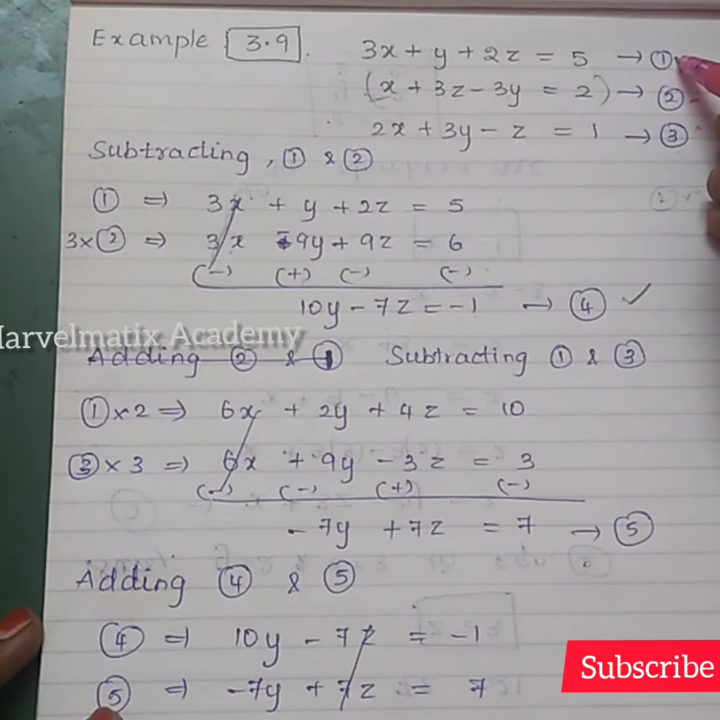 Example 3.9. 3x + y + 2z = 5 → ①
(x + 3z - 3y = 2) → ②
2x + 3y - z = 1 → ③
Subtracting, ① & ②
① ⇒ 3x + y + 2z = 5
3×② ⇒ 3x - 9y + 9z = 6
(-) (+) (-) (-)
10y - 7z = -1 → ④ ✓
Marvelmatix Academy
Adding ② & ① Subtracting ① & ③
①×2 ⇒ 6x + 2y + 4z = 10
③×3 ⇒ 6x + 9y - 3z = 3
(-) (-) (+) (-)
-7y + 7z = 7 → ⑤
Adding ④ & ⑤
④ ⇒ 10y - 7z = -1
⑤ ⇒ -7y + 7z = 7
Subscribe